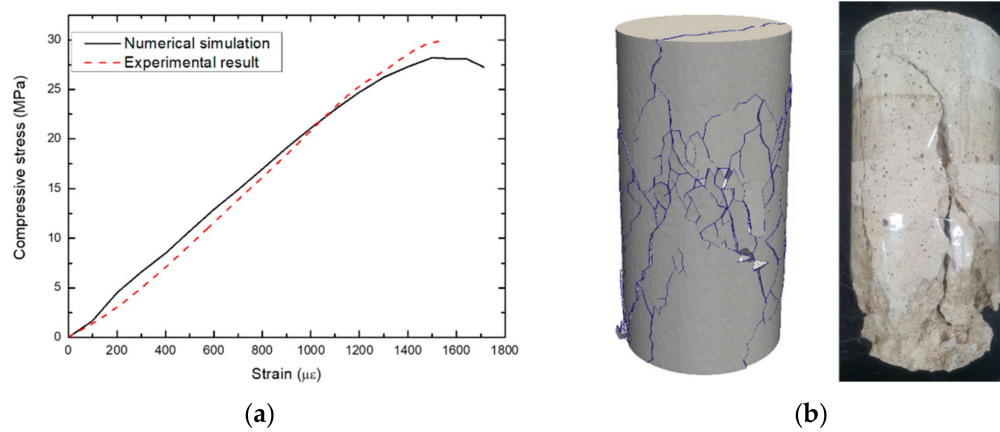 30
25
20
15
10
5
0
Compressive stress (MPa)
Numerical simulation
Experimental result
0 200 400 600 800 1000 1200 1400 1600 1800
Strain (με)
(a)
(b)